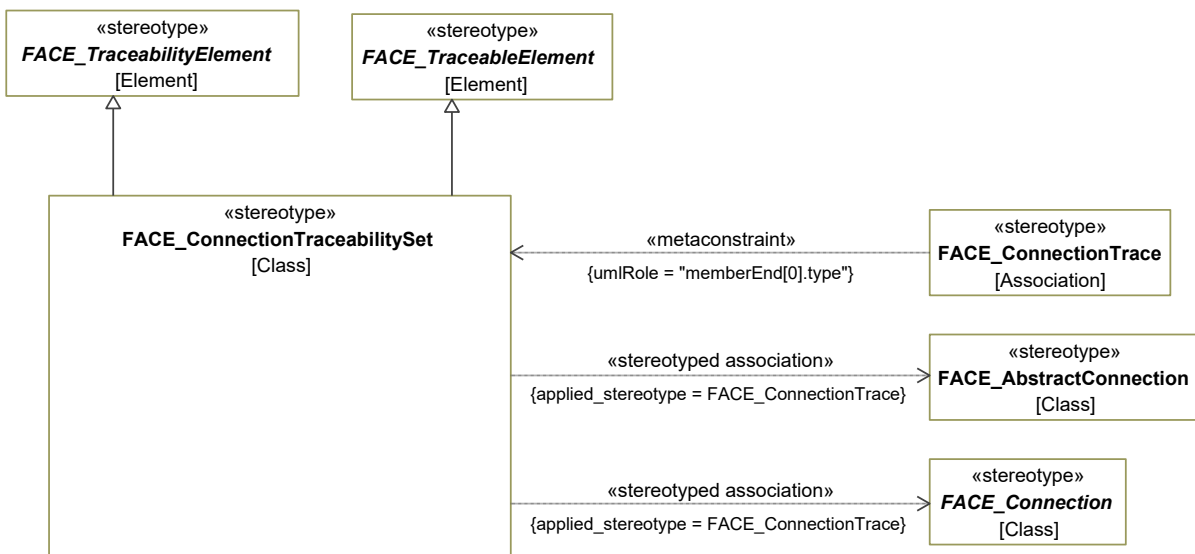 «stereotype»
FACE_TraceabilityElement
[Element]
«stereotype»
FACE_TraceableElement
[Element]
«stereotype»
FACE_ConnectionTraceabilitySet
[Class]
«metaconstraint»
{umlRole = "memberEnd[0].type"}
«stereotype»
FACE_ConnectionTrace
[Association]
«stereotyped association»
{applied_stereotype = FACE_ConnectionTrace}
«stereotype»
FACE_AbstractConnection
[Class]
«stereotyped association»
{applied_stereotype = FACE_ConnectionTrace}
«stereotype»
FACE_Connection
[Class]